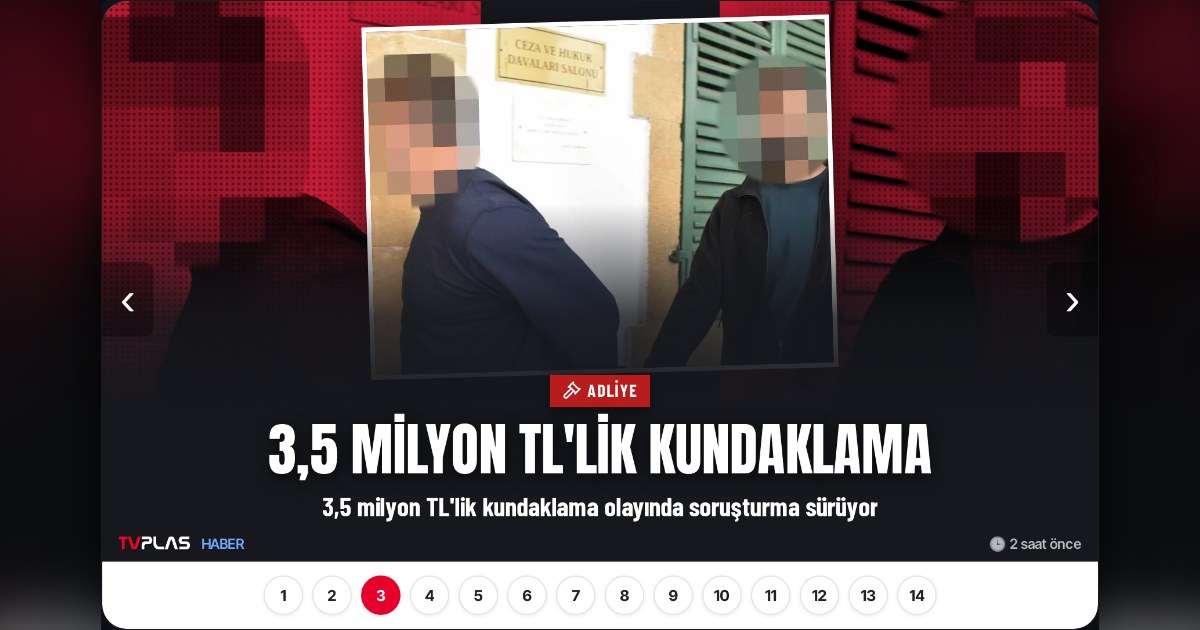 CEZA VE HUKUK
DAVALARI SALONU
‹
›
ADLİYE
3,5 MİLYON TL'LİK KUNDAKLAMA
3,5 milyon TL'lik kundaklama olayında soruşturma sürüyor
TVPLAS HABER
2 saat önce
1 2 3 4 5 6 7 8 9 10 11 12 13 14